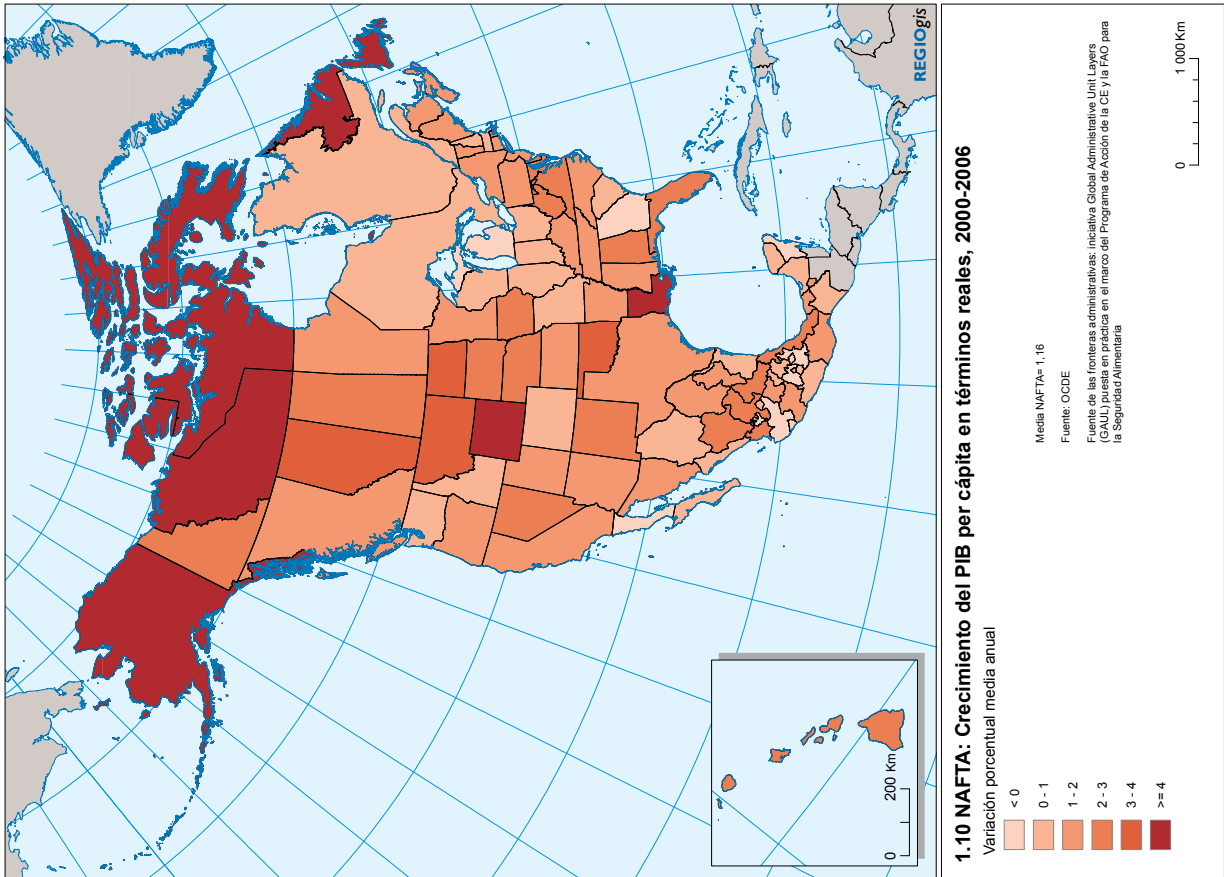 REGIOgis
0 200 Km
1.10 NAFTA: Crecimiento del PIB per cápita en términos reales, 2000-2006
Variación porcentual media anual
< 0
0 - 1
1 - 2
2 - 3
3 - 4
>= 4
Media NAFTA= 1,16
Fuente: OCDE
Fuente de las fronteras administrativas: iniciativa Global Administrative Unit Layers
(GAUL) puesta en práctica en el marco del Programa de Acción de la CE y la FAO para
la Seguridad Alimentaria
0 1 000 Km